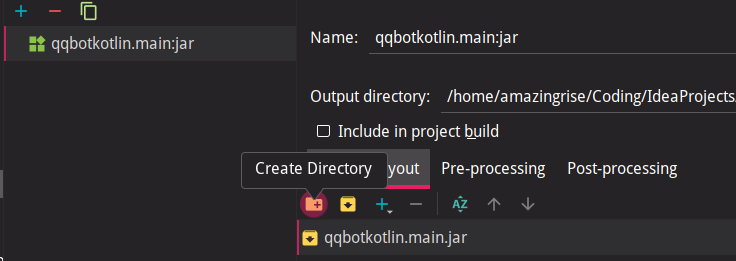 qqbotkotlin.main:jar
Name: qqbotkotlin.main:jar
Output directory: /home/amazingrise/Coding/IdeaProjects
Include in project build
Create Directory
yout Pre-processing Post-processing
AZ
qqbotkotlin.main.jar